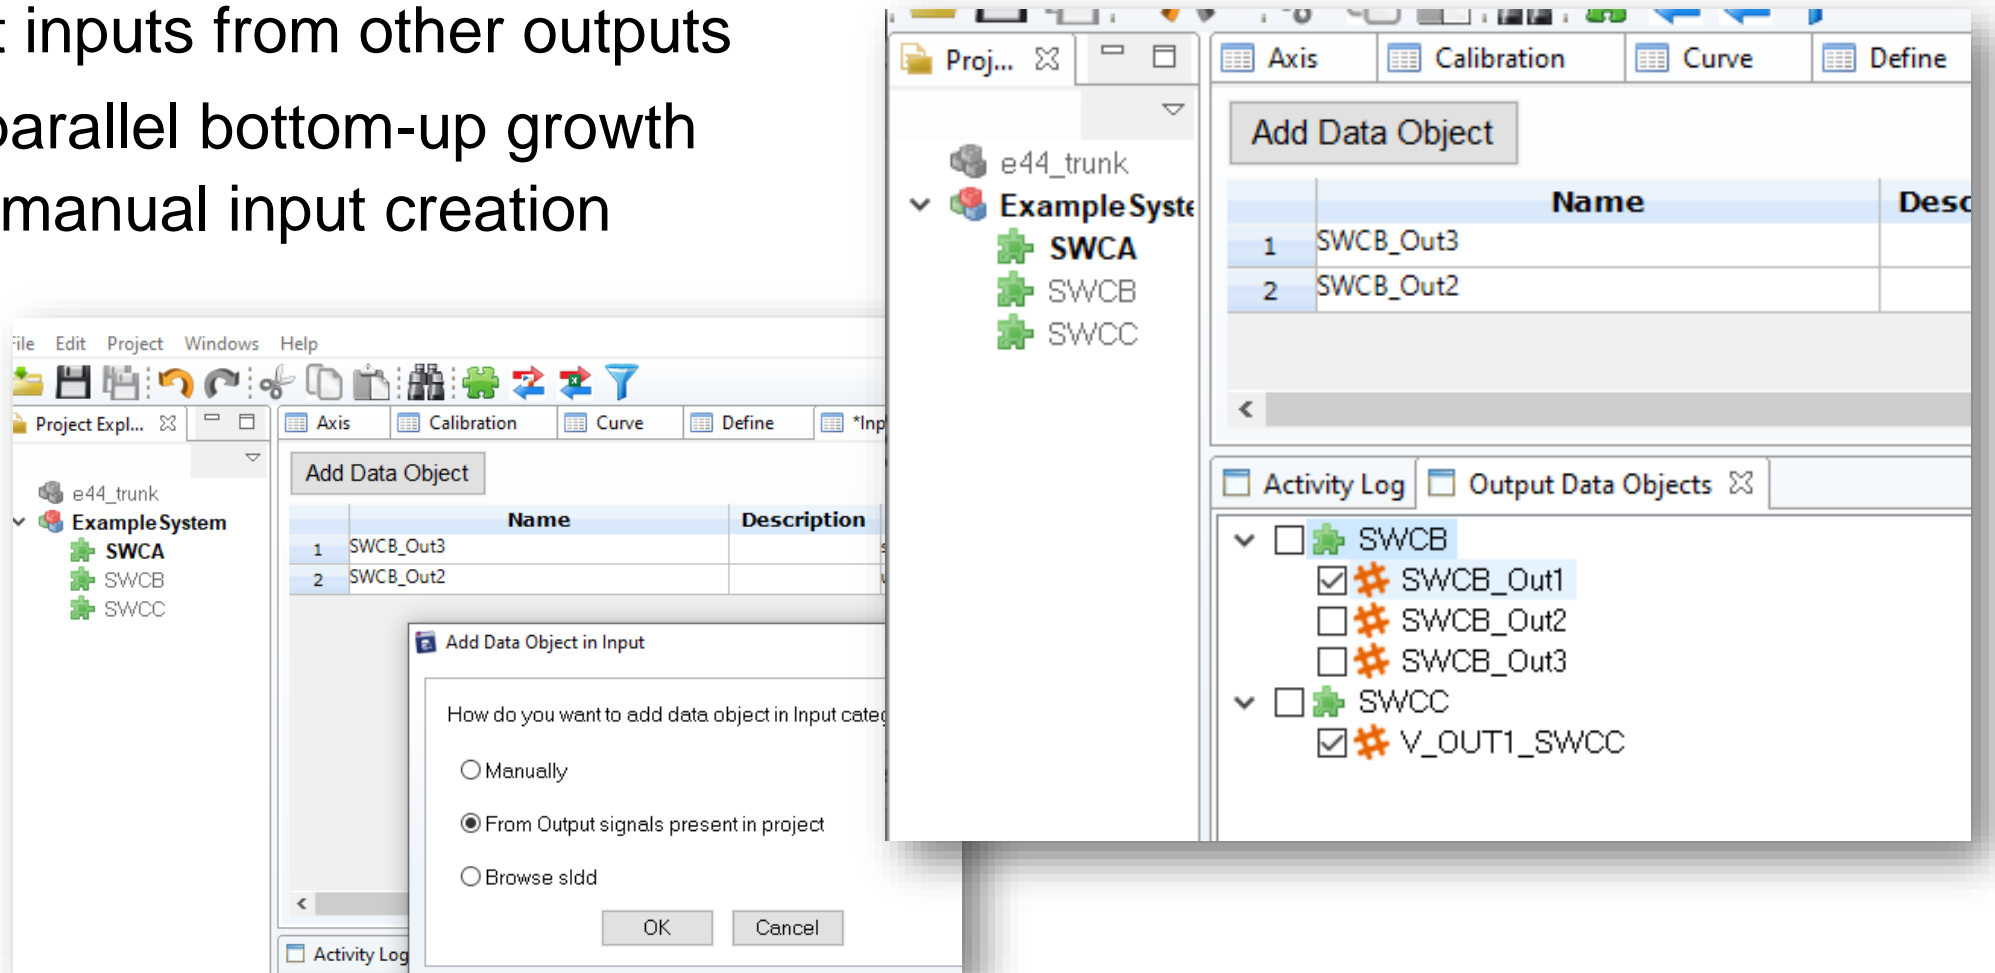 t inputs from other outputs
parallel bottom-up growth
manual input creation
File Edit Project Windows Help
Project Expl...
Axis Calibration Curve Define *Inp
Add Data Object
e44_trunk
ExampleSystem
SWCA
SWCB
SWCC
Name Description
1 SWCB_Out3
2 SWCB_Out2
Add Data Object in Input
How do you want to add data object in Input categ
Manually
From Output signals present in project
Browse sldd
OK Cancel
Activity Log
Proj...
Axis Calibration Curve Define
Add Data Object
e44_trunk
ExampleSyste
SWCA
SWCB
SWCC
Name Desc
1 SWCB_Out3
2 SWCB_Out2
Activity Log Output Data Objects
SWCB
SWCB_Out1
SWCB_Out2
SWCB_Out3
SWCC
V_OUT1_SWCC